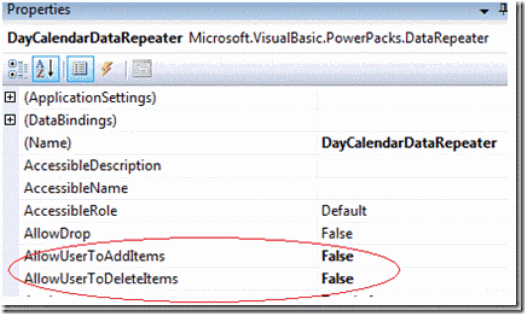 Properties
DayCalendarDataRepeater Microsoft.VisualBasic.PowerPacks.DataRepeater
(ApplicationSettings)
(DataBindings)
(Name) DayCalendarDataRepeater
AccessibleDescription
AccessibleName
AccessibleRole Default
AllowDrop False
AllowUserToAddItems False
AllowUserToDeleteItems False